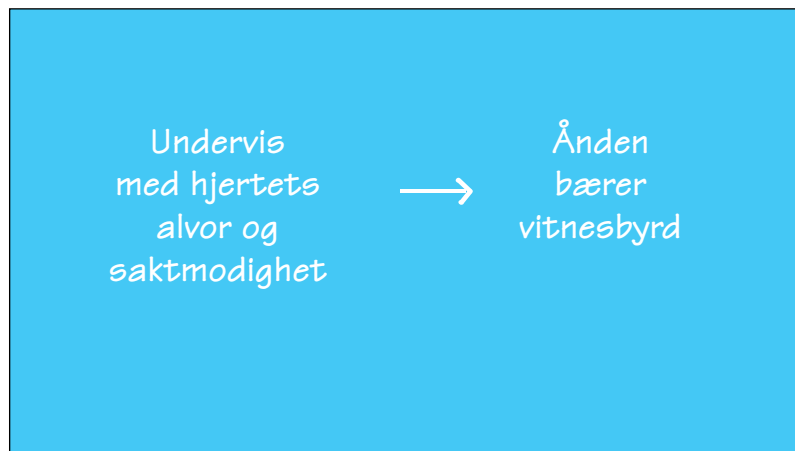 Undervis
med hjertets
alvor og
saktmodighet
→
Ånden
bærer
vitnesbyrd